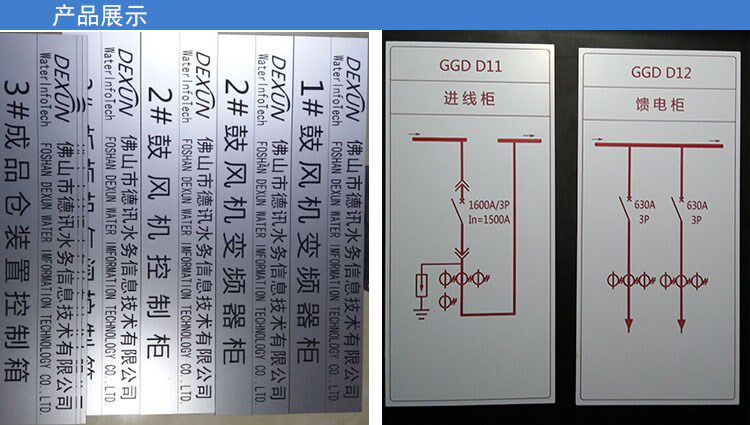 产品展示
3#成品仓装置控制箱
DEXUN
WaterInfoTech
佛山市德讯水务信息技术有限公司
FOSHAN DEXUN WATER INFORMATION TECHNOLOGY CO.,LTD.
2#鼓风机控制柜
DEXUN
WaterInfoTech
佛山市德讯水务信息技术有限公司
FOSHAN DEXUN WATER INFORMATION TECHNOLOGY CO.,LTD.
2#鼓风机变频器柜
DEXUN
WaterInfoTech
佛山市德讯水务信息技术有限公司
FOSHAN DEXUN WATER INFORMATION TECHNOLOGY CO.,LTD.
1#鼓风机变频器柜
DEXUN
WaterInfoTech
佛山市德讯水务信息技术有限公司
FOSHAN DEXUN WATER INFORMATION TECHNOLOGY CO.,LTD.
GGD D11
进线柜
1600A/3P
In=1500A
GGD D12
馈电柜
630A
3P
630A
3P